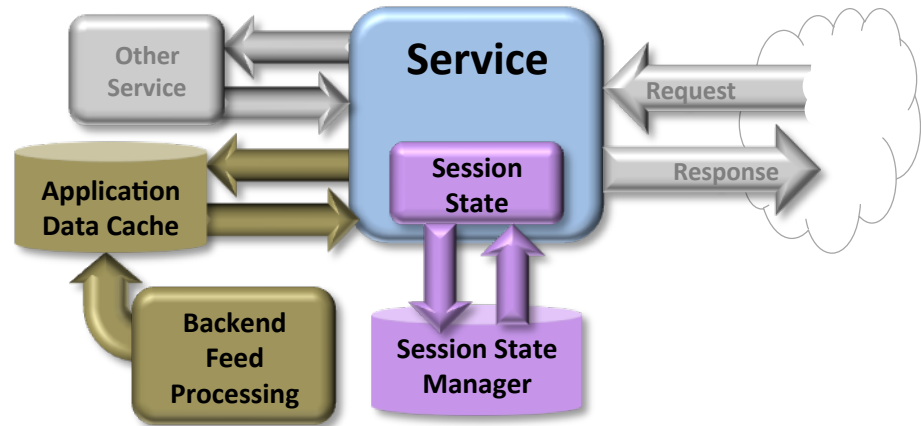 Other
Service
Service
Request
Response
Session
State
Application
Data Cache
Backend
Feed
Processing
Session State
Manager